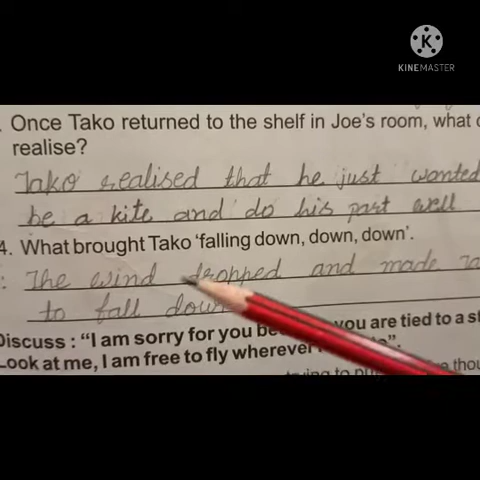 K
KINEMASTER
. Once Tako returned to the shelf in Joe's room, what
realise?
Tako realised that he just wanted
be a kite and do his part well
4. What brought Tako 'falling down, down, down'.
: The wind dropped and made
to fall down
Discuss : "I am sorry for you you are tied to a
Look at me, I am free to fly
trying to